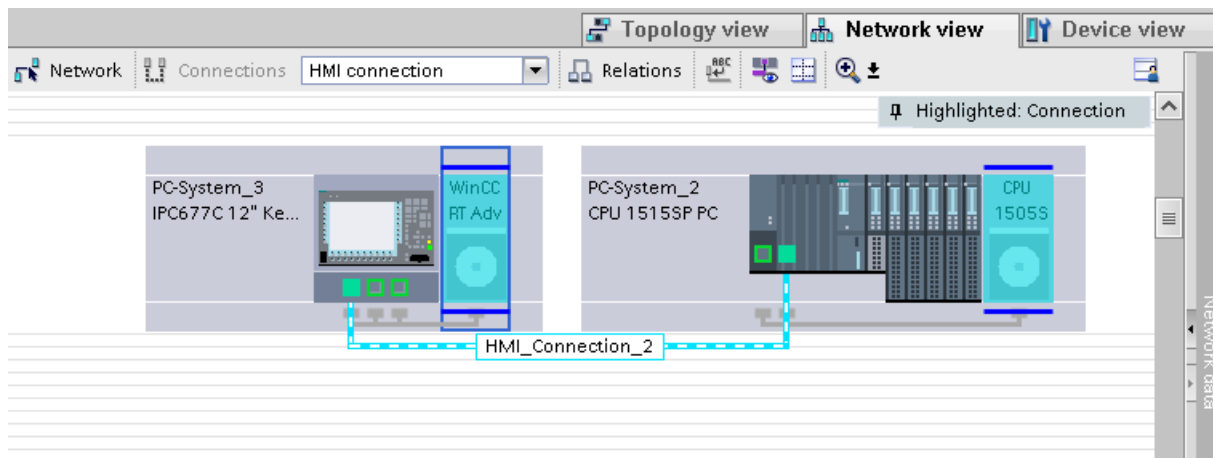 Topology view
Network view
Device view
Network
Connections
HMI connection
Relations
ABC
Highlighted: Connection
PC-System_3
IPC677C 12" Ke...
WinCC
RT Adv
PC-System_2
CPU 1515SP PC
CPU
1505S
HMI_Connection_2
Network data